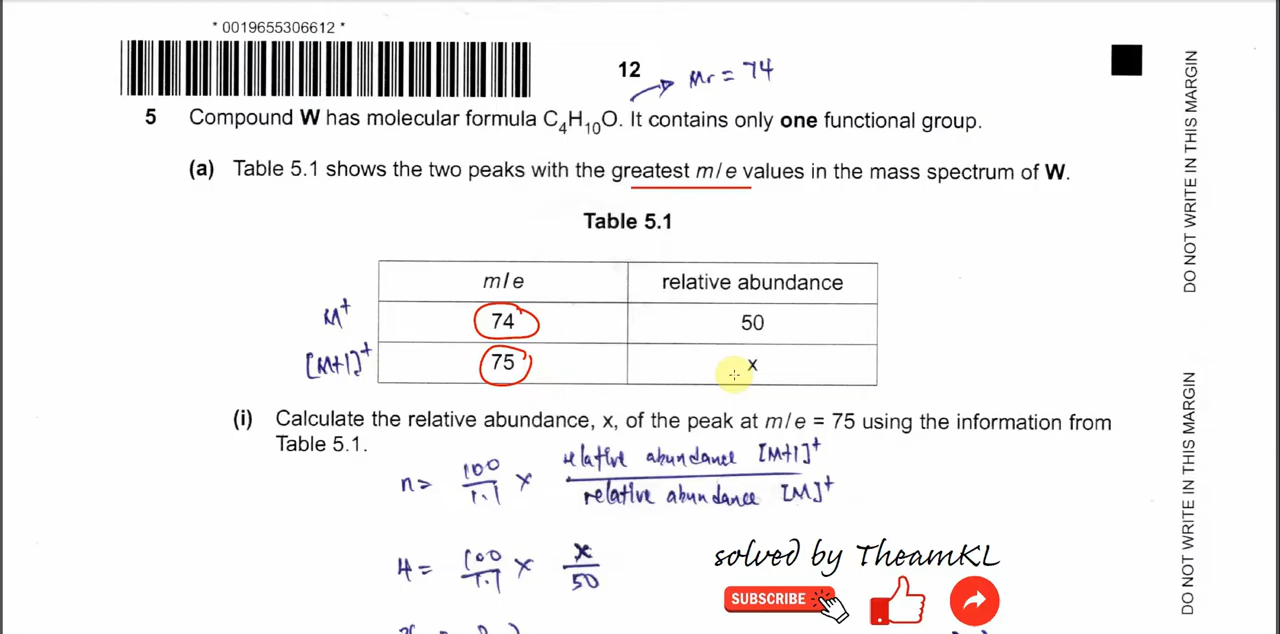 * 0019655306612 *
12
Mr = 74
5 Compound W has molecular formula C₄H₁₀O. It contains only one functional group.
(a) Table 5.1 shows the two peaks with the greatest m/e values in the mass spectrum of W.
Table 5.1
m/e relative abundance
M⁺ 74 50
[M+1]⁺ 75 x
(i) Calculate the relative abundance, x, of the peak at m/e = 75 using the information from
Table 5.1.
n = 100/1.1 × relative abundance [M+1]⁺ / relative abundance [M]⁺
4 = 100/1.1 × x/50
solved by TheamKL
SUBSCRIBE
DO NOT WRITE IN THIS MARGIN
DO NOT WRITE IN THIS MARGIN